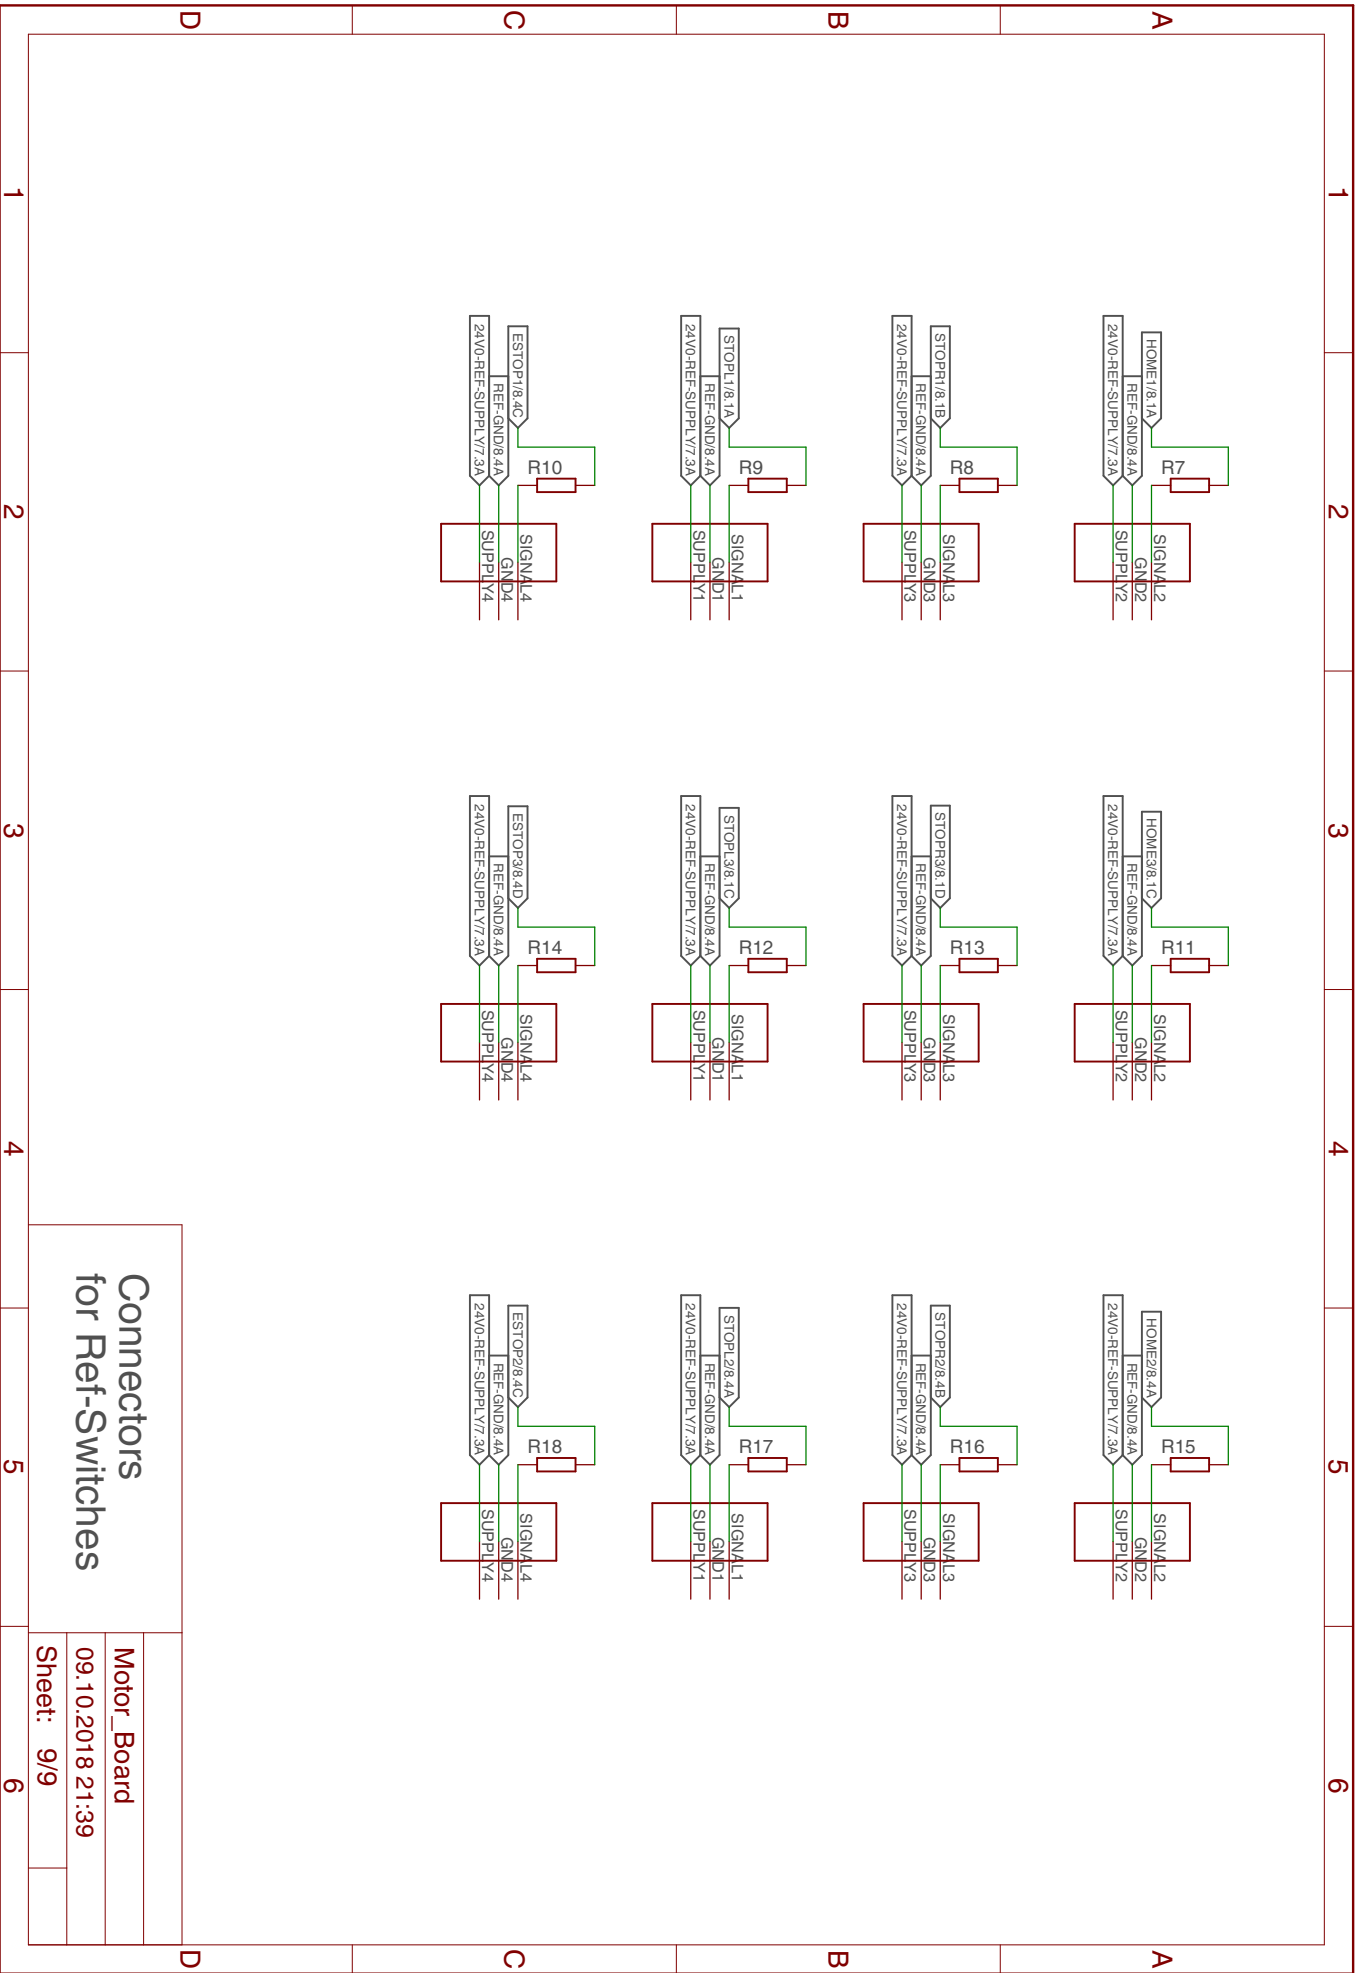 1
2
3
4
5
6
A
A
HOME1/8.1A
REF-GND/8.4A
24V0-REF-SUPPLY/7.3A
R7
SIGNAL2
GND2
SUPPLY2
HOME3/8.1C
REF-GND/8.4A
24V0-REF-SUPPLY/7.3A
R11
SIGNAL2
GND2
SUPPLY2
HOME2/8.4A
REF-GND/8.4A
24V0-REF-SUPPLY/7.3A
R15
SIGNAL2
GND2
SUPPLY2
B
B
STOPR1/8.1B
REF-GND/8.4A
24V0-REF-SUPPLY/7.3A
R8
SIGNAL3
GND3
SUPPLY3
STOPR3/8.1D
REF-GND/8.4A
24V0-REF-SUPPLY/7.3A
R13
SIGNAL3
GND3
SUPPLY3
STOPR2/8.4B
REF-GND/8.4A
24V0-REF-SUPPLY/7.3A
R16
SIGNAL3
GND3
SUPPLY3
STOPL1/8.1A
REF-GND/8.4A
24V0-REF-SUPPLY/7.3A
R9
SIGNAL1
GND1
SUPPLY1
STOPL3/8.1C
REF-GND/8.4A
24V0-REF-SUPPLY/7.3A
R12
SIGNAL1
GND1
SUPPLY1
STOPL2/8.4A
REF-GND/8.4A
24V0-REF-SUPPLY/7.3A
R17
SIGNAL1
GND1
SUPPLY1
C
C
ESTOP1/8.4C
REF-GND/8.4A
24V0-REF-SUPPLY/7.3A
R10
SIGNAL4
GND4
SUPPLY4
ESTOP3/8.4D
REF-GND/8.4A
24V0-REF-SUPPLY/7.3A
R14
SIGNAL4
GND4
SUPPLY4
ESTOP2/8.4C
REF-GND/8.4A
24V0-REF-SUPPLY/7.3A
R18
SIGNAL4
GND4
SUPPLY4
D
D
Connectors
for Ref-Switches
Motor_Board
09.10.2018 21:39
Sheet: 9/9
1
2
3
4
5
6